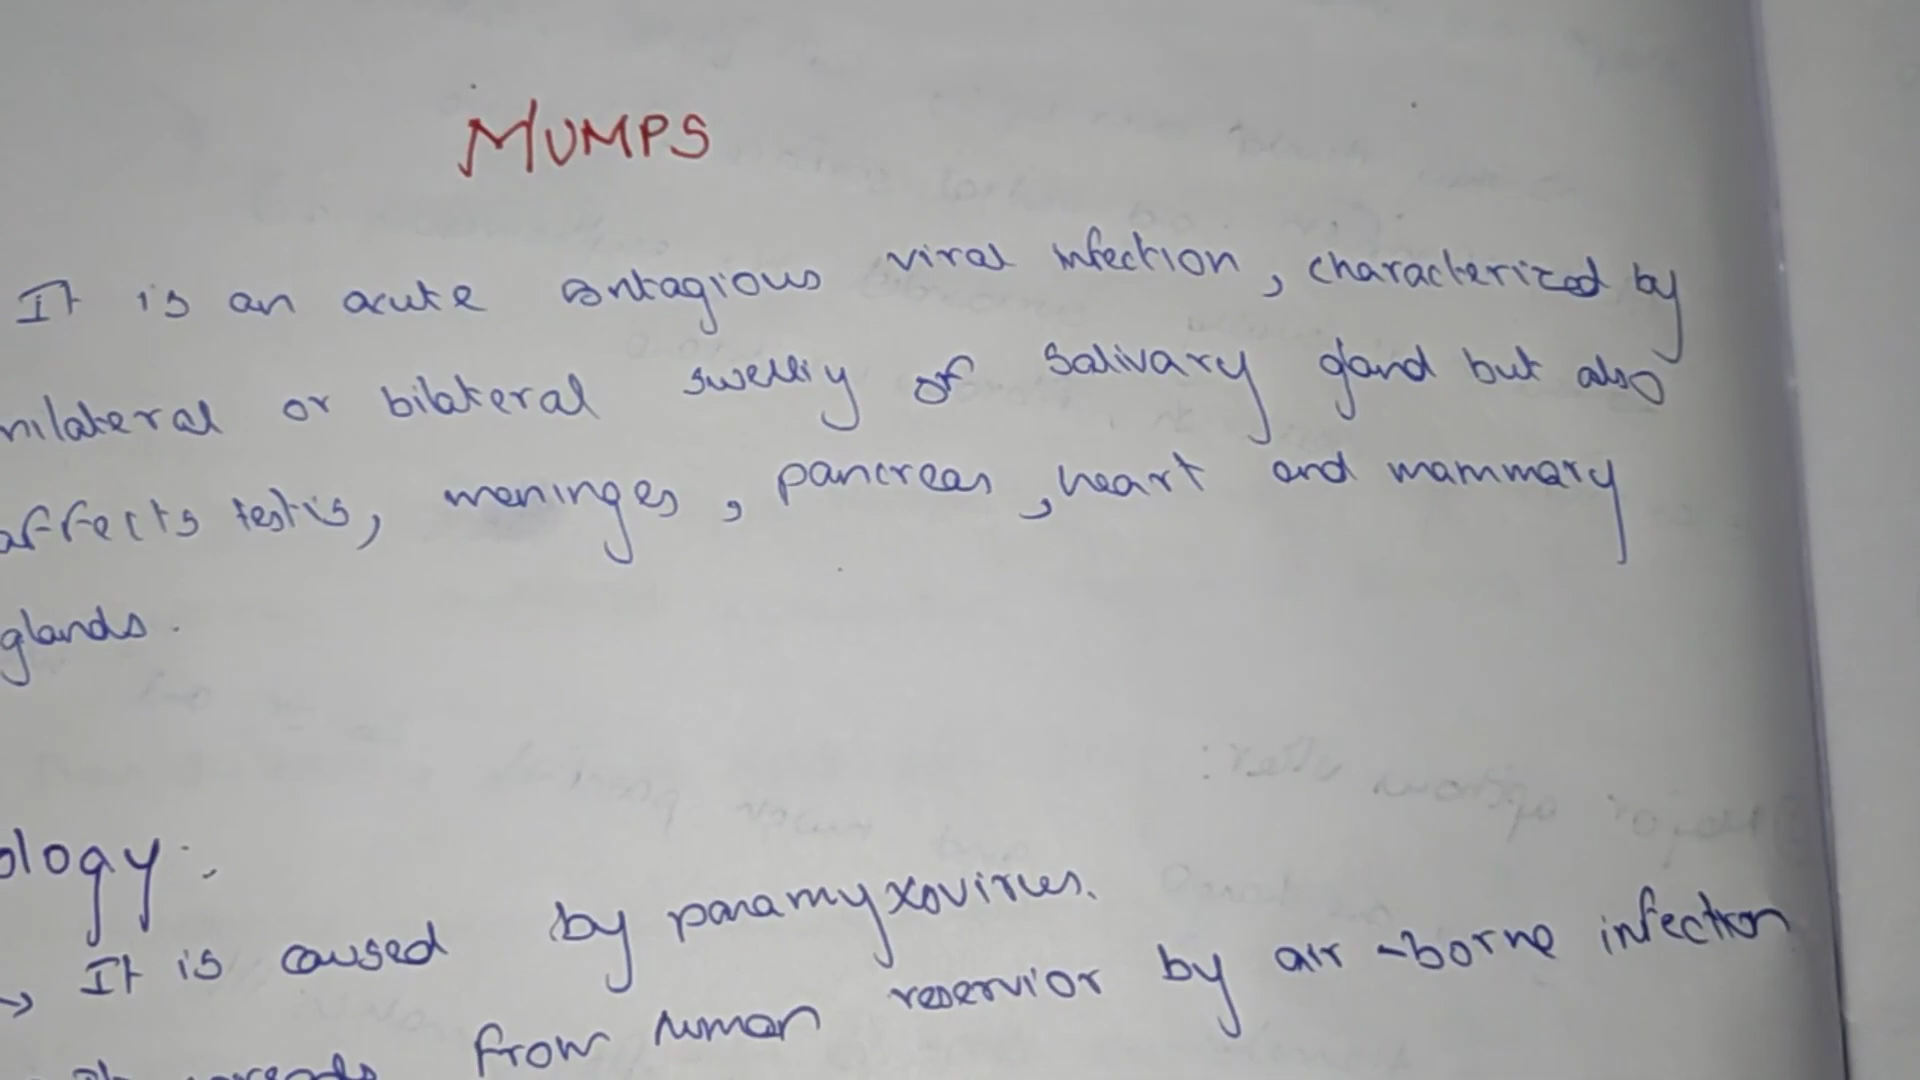 MUMPS
It is an acute contagious viral infection, characterized by
nilateral or bilateral swelling of salivary gland but also
affects testis, meninges, pancreas, heart and mammary
glands.
ology:
→ It is caused by paramyxovirus.
from human reservior by air-borne infection